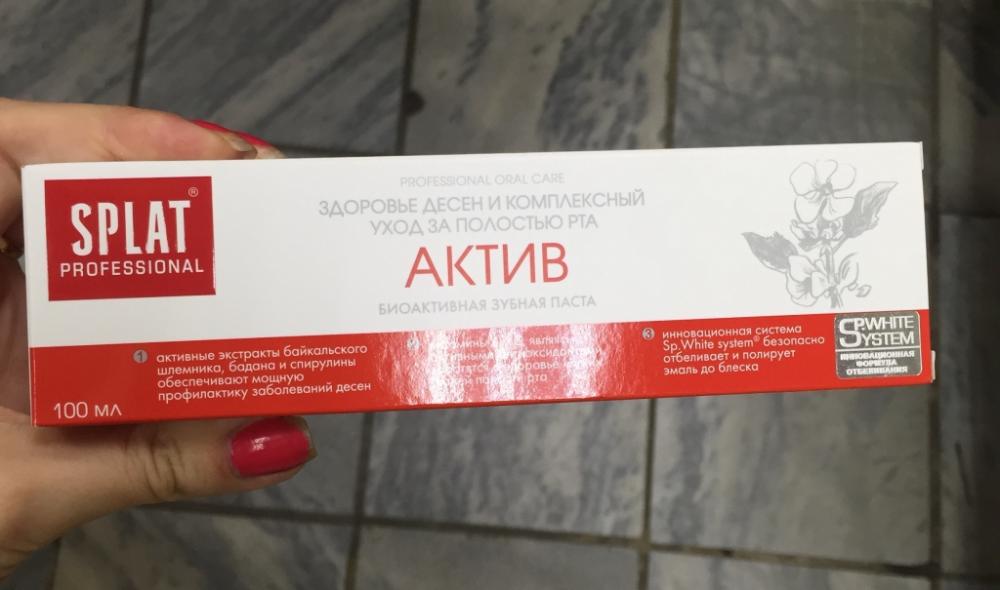 SPLAT®
PROFESSIONAL
PROFESSIONAL ORAL CARE
ЗДОРОВЬЕ ДЕСЕН И КОМПЛЕКСНЫЙ
УХОД ЗА ПОЛОСТЬЮ РТА
АКТИВ
БИОАКТИВНАЯ ЗУБНАЯ ПАСТА
1 активные экстракты байкальского
шлемника, бадана и спирулины
обеспечивают мощную
профилактику заболеваний десен
2
рта
3 инновационная система
Sp.White system® безопасно
отбеливает и полирует
эмаль до блеска
SP.WHITE
SYSTEM
ИННОВАЦИОННАЯ
ФОРМУЛА
ОТБЕЛИВАНИЯ
100 мл